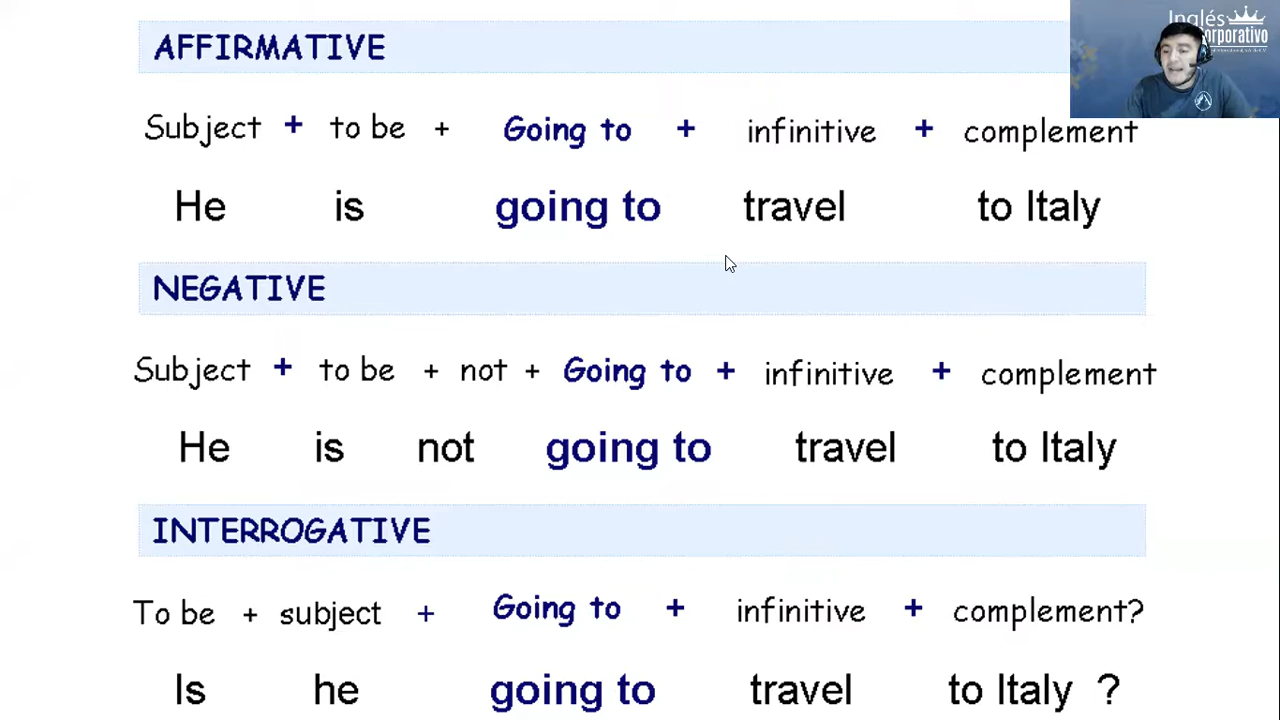 Inglés
Corporativo
AFFIRMATIVE
Subject + to be + Going to + infinitive + complement
He is going to travel to Italy
NEGATIVE
Subject + to be + not + Going to + infinitive + complement
He is not going to travel to Italy
INTERROGATIVE
To be + subject + Going to + infinitive + complement?
Is he going to travel to Italy ?